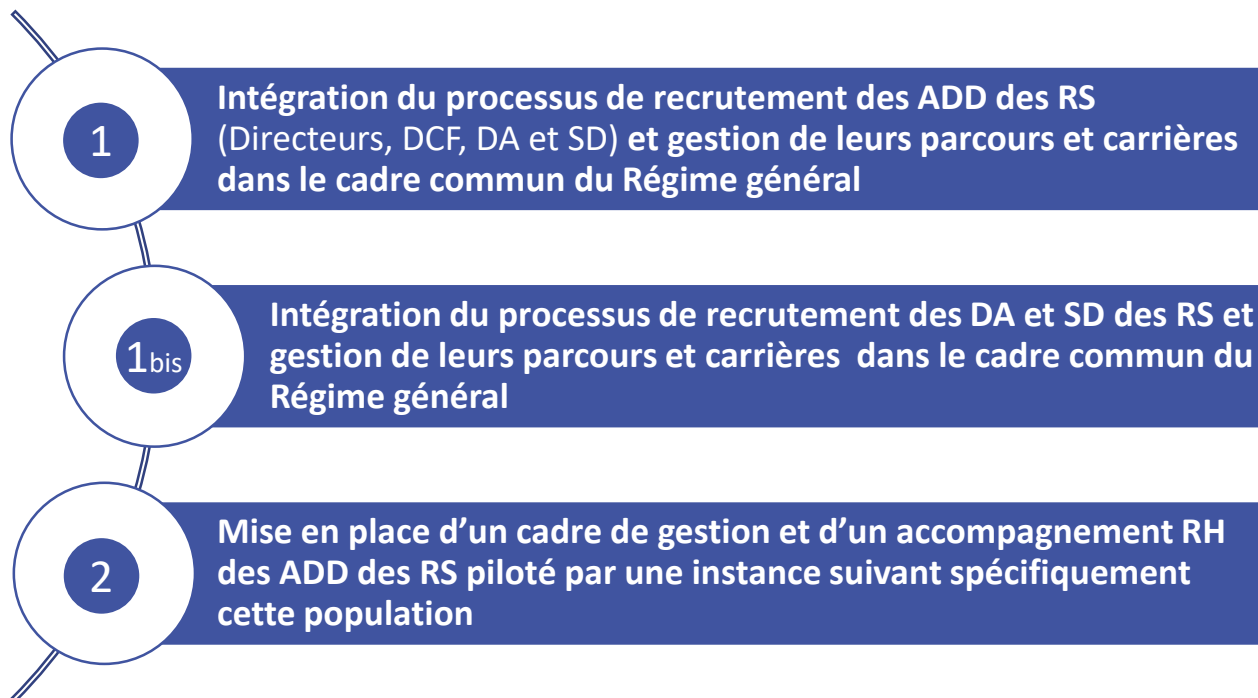 1
Intégration du processus de recrutement des ADD des RS
(Directeurs, DCF, DA et SD) et gestion de leurs parcours et carrières
dans le cadre commun du Régime général
1bis
Intégration du processus de recrutement des DA et SD des RS et
gestion de leurs parcours et carrières dans le cadre commun du
Régime général
2
Mise en place d’un cadre de gestion et d’un accompagnement RH
des ADD des RS piloté par une instance suivant spécifiquement
cette population